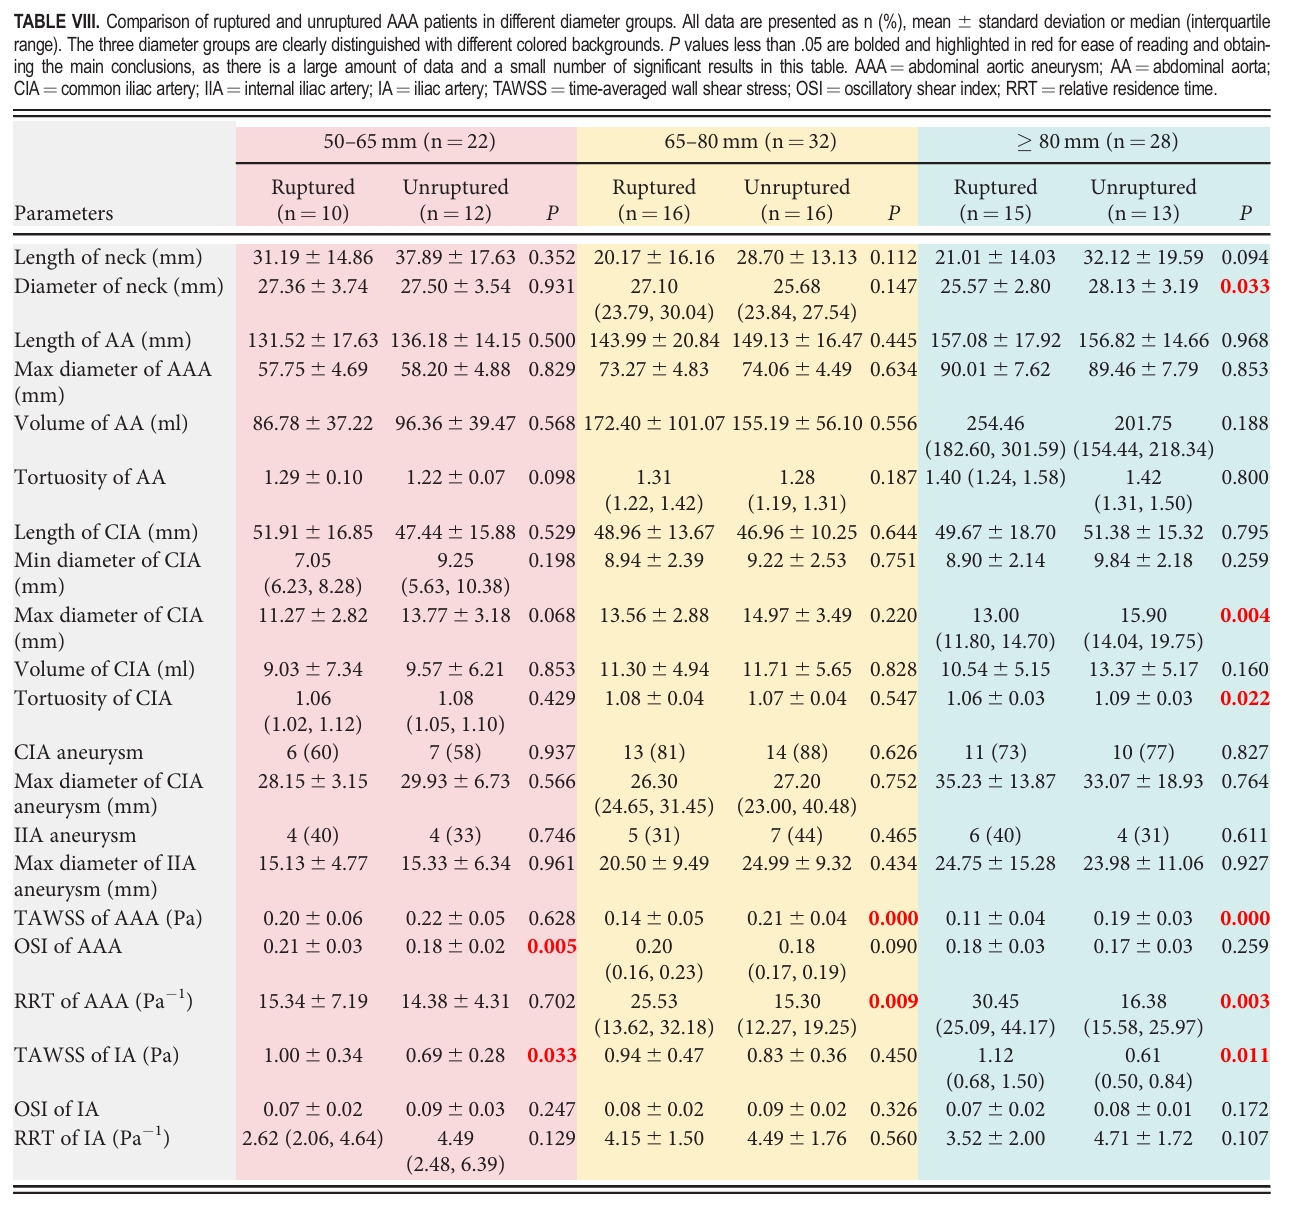 TABLE VIII. Comparison of ruptured and unruptured AAA patients in different diameter groups. All data are presented as n (%), mean ± standard deviation or median (interquartile
range). The three diameter groups are clearly distinguished with different colored backgrounds. P values less than .05 are bolded and highlighted in red for ease of reading and obtain-
ing the main conclusions, as there is a large amount of data and a small number of significant results in this table. AAA = abdominal aortic aneurysm; AA = abdominal aorta;
CIA = common iliac artery; IIA = internal iliac artery; IA = iliac artery; TAWSS = time-averaged wall shear stress; OSI = oscillatory shear index; RRT = relative residence time.
50–65 mm (n = 22) 65–80 mm (n = 32) ≥ 80 mm (n = 28)
Ruptured Unruptured Ruptured Unruptured Ruptured Unruptured
Parameters (n = 10) (n = 12) P (n = 16) (n = 16) P (n = 15) (n = 13) P
Length of neck (mm) 31.19 ± 14.86 37.89 ± 17.63 0.352 20.17 ± 16.16 28.70 ± 13.13 0.112 21.01 ± 14.03 32.12 ± 19.59 0.094
Diameter of neck (mm) 27.36 ± 3.74 27.50 ± 3.54 0.931 27.10 25.68 0.147 25.57 ± 2.80 28.13 ± 3.19 0.033
(23.79, 30.04) (23.84, 27.54)
Length of AA (mm) 131.52 ± 17.63 136.18 ± 14.15 0.500 143.99 ± 20.84 149.13 ± 16.47 0.445 157.08 ± 17.92 156.82 ± 14.66 0.968
Max diameter of AAA 57.75 ± 4.69 58.20 ± 4.88 0.829 73.27 ± 4.83 74.06 ± 4.49 0.634 90.01 ± 7.62 89.46 ± 7.79 0.853
(mm)
Volume of AA (ml) 86.78 ± 37.22 96.36 ± 39.47 0.568 172.40 ± 101.07 155.19 ± 56.10 0.556 254.46 201.75 0.188
(182.60, 301.59) (154.44, 218.34)
Tortuosity of AA 1.29 ± 0.10 1.22 ± 0.07 0.098 1.31 1.28 0.187 1.40 (1.24, 1.58) 1.42 0.800
(1.22, 1.42) (1.19, 1.31) (1.31, 1.50)
Length of CIA (mm) 51.91 ± 16.85 47.44 ± 15.88 0.529 48.96 ± 13.67 46.96 ± 10.25 0.644 49.67 ± 18.70 51.38 ± 15.32 0.795
Min diameter of CIA 7.05 9.25 0.198 8.94 ± 2.39 9.22 ± 2.53 0.751 8.90 ± 2.14 9.84 ± 2.18 0.259
(mm) (6.23, 8.28) (5.63, 10.38)
Max diameter of CIA 11.27 ± 2.82 13.77 ± 3.18 0.068 13.56 ± 2.88 14.97 ± 3.49 0.220 13.00 15.90 0.004
(mm) (11.80, 14.70) (14.04, 19.75)
Volume of CIA (ml) 9.03 ± 7.34 9.57 ± 6.21 0.853 11.30 ± 4.94 11.71 ± 5.65 0.828 10.54 ± 5.15 13.37 ± 5.17 0.160
Tortuosity of CIA 1.06 1.08 0.429 1.08 ± 0.04 1.07 ± 0.04 0.547 1.06 ± 0.03 1.09 ± 0.03 0.022
(1.02, 1.12) (1.05, 1.10)
CIA aneurysm 6 (60) 7 (58) 0.937 13 (81) 14 (88) 0.626 11 (73) 10 (77) 0.827
Max diameter of CIA 28.15 ± 3.15 29.93 ± 6.73 0.566 26.30 27.20 0.752 35.23 ± 13.87 33.07 ± 18.93 0.764
aneurysm (mm) (24.65, 31.45) (23.00, 40.48)
IIA aneurysm 4 (40) 4 (33) 0.746 5 (31) 7 (44) 0.465 6 (40) 4 (31) 0.611
Max diameter of IIA 15.13 ± 4.77 15.33 ± 6.34 0.961 20.50 ± 9.49 24.99 ± 9.32 0.434 24.75 ± 15.28 23.98 ± 11.06 0.927
aneurysm (mm)
TAWSS of AAA (Pa) 0.20 ± 0.06 0.22 ± 0.05 0.628 0.14 ± 0.05 0.21 ± 0.04 0.000 0.11 ± 0.04 0.19 ± 0.03 0.000
OSI of AAA 0.21 ± 0.03 0.18 ± 0.02 0.005 0.20 0.18 0.090 0.18 ± 0.03 0.17 ± 0.03 0.259
(0.16, 0.23) (0.17, 0.19)
RRT of AAA (Pa⁻¹) 15.34 ± 7.19 14.38 ± 4.31 0.702 25.53 15.30 0.009 30.45 16.38 0.003
(13.62, 32.18) (12.27, 19.25) (25.09, 44.17) (15.58, 25.97)
TAWSS of IA (Pa) 1.00 ± 0.34 0.69 ± 0.28 0.033 0.94 ± 0.47 0.83 ± 0.36 0.450 1.12 0.61 0.011
(0.68, 1.50) (0.50, 0.84)
OSI of IA 0.07 ± 0.02 0.09 ± 0.03 0.247 0.08 ± 0.02 0.09 ± 0.02 0.326 0.07 ± 0.02 0.08 ± 0.01 0.172
RRT of IA (Pa⁻¹) 2.62 (2.06, 4.64) 4.49 0.129 4.15 ± 1.50 4.49 ± 1.76 0.560 3.52 ± 2.00 4.71 ± 1.72 0.107
(2.48, 6.39)